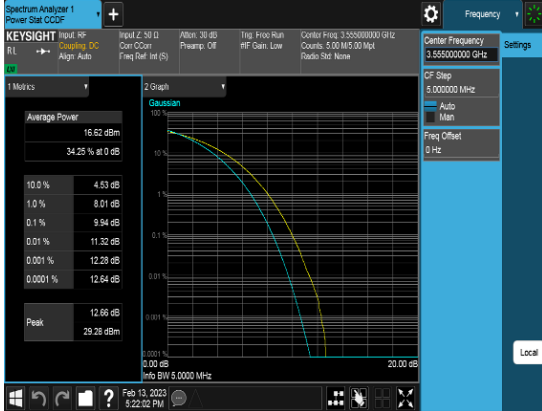 Spectrum Analyzer 1
Power Stat CCDF
Frequency
KEYSIGHT
RL
Input: RF
Coupling: DC
Align: Auto
Input Z: 50 Ω
Corr CCorr
Freq Ref: Int (S)
Atten: 30 dB
Preamp: Off
Trig: Free Run
#IF Gain: Low
Center Freq: 3.555000000 GHz
Counts: 5.00 M/5.00 Mpt
Radio Std: None
Center Frequency
3.555000000 GHz
Settings
CF Step
5.000000 MHz
Auto
Man
Freq Offset
0 Hz
1 Metrics
Average Power
16.62 dBm
34.25 % at 0 dB
10.0 % 4.53 dB
1.0 % 8.01 dB
0.1 % 9.94 dB
0.01 % 11.32 dB
0.001 % 12.28 dB
0.0001 % 12.64 dB
Peak
12.66 dB
29.28 dBm
2 Graph
Gaussian
100 %
10 %
1 %
0.1 %
0.01 %
0.001 %
0.0001 %
0.00 dB
20.00 dB
Info BW 5.0000 MHz
Local
?
Feb 13, 2023
5:22:02 PM